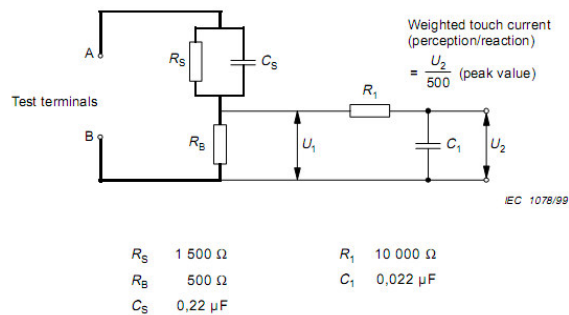 Weighted touch current
(perception/reaction)
= U2/500 (peak value)
A
RS
CS
R1
Test terminals
B
RB
U1
C1
U2
IEC 1078/99
RS 1 500 Ω
R1 10 000 Ω
RB 500 Ω
C1 0,022 μF
CS 0,22 μF